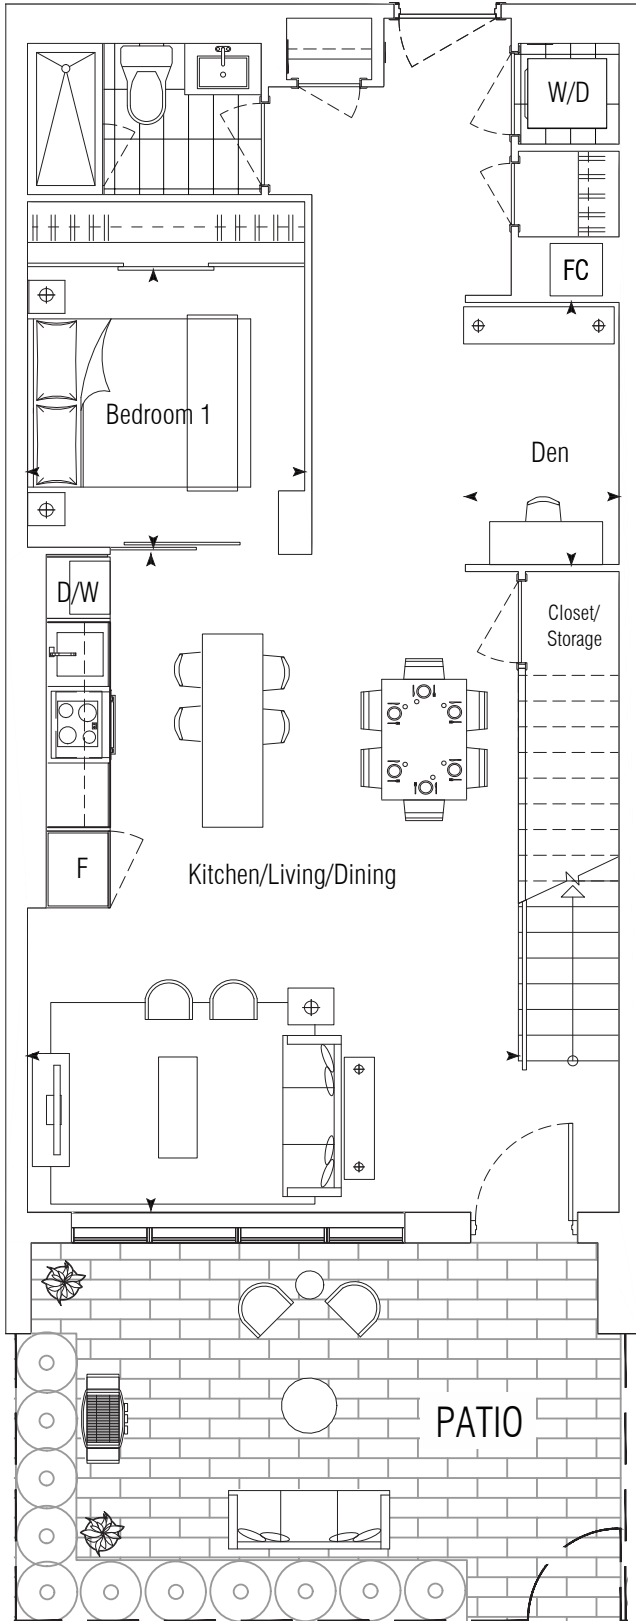 W/D
FC
Bedroom 1
Den
D/W
Closet/
Storage
F
Kitchen/Living/Dining
PATIO